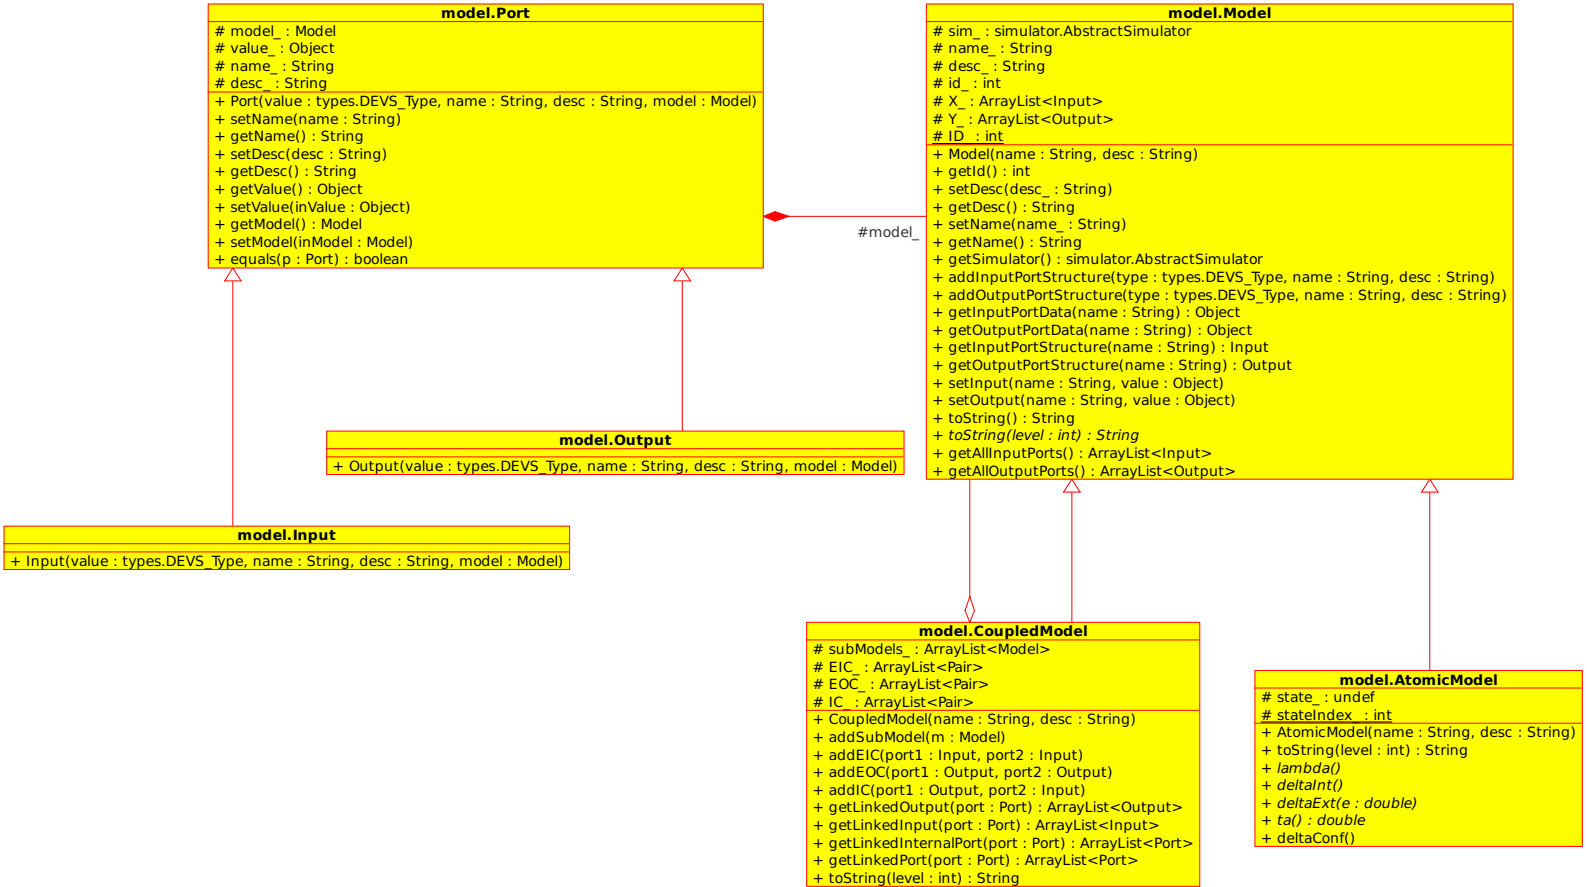 model.Port
# model_ : Model
# value_ : Object
# name_ : String
# desc_ : String
+ Port(value : types.DEVS_Type, name : String, desc : String, model : Model)
+ setName(name : String)
+ getName() : String
+ setDesc(desc : String)
+ getDesc() : String
+ getValue() : Object
+ setValue(inValue : Object)
+ getModel() : Model
+ setModel(inModel : Model)
+ equals(p : Port) : boolean
#model_
model.Model
# sim_ : simulator.AbstractSimulator
# name_ : String
# desc_ : String
# id_ : int
# X_ : ArrayList<Input>
# Y_ : ArrayList<Output>
# ID_ : int
+ Model(name : String, desc : String)
+ getId() : int
+ setDesc(desc_ : String)
+ getDesc() : String
+ setName(name_ : String)
+ getName() : String
+ getSimulator() : simulator.AbstractSimulator
+ addInputPortStructure(type : types.DEVS_Type, name : String, desc : String)
+ addOutputPortStructure(type : types.DEVS_Type, name : String, desc : String)
+ getInputPortData(name : String) : Object
+ getOutputPortData(name : String) : Object
+ getInputPortStructure(name : String) : Input
+ getOutputPortStructure(name : String) : Output
+ setInput(name : String, value : Object)
+ setOutput(name : String, value : Object)
+ toString() : String
+ toString(level : int) : String
+ getAllInputPorts() : ArrayList<Input>
+ getAllOutputPorts() : ArrayList<Output>
model.Output
+ Output(value : types.DEVS_Type, name : String, desc : String, model : Model)
model.Input
+ Input(value : types.DEVS_Type, name : String, desc : String, model : Model)
model.CoupledModel
# subModels_ : ArrayList<Model>
# EIC_ : ArrayList<Pair>
# EOC_ : ArrayList<Pair>
# IC_ : ArrayList<Pair>
+ CoupledModel(name : String, desc : String)
+ addSubModel(m : Model)
+ addEIC(port1 : Input, port2 : Input)
+ addEOC(port1 : Output, port2 : Output)
+ addIC(port1 : Output, port2 : Input)
+ getLinkedOutput(port : Port) : ArrayList<Output>
+ getLinkedInput(port : Port) : ArrayList<Input>
+ getLinkedInternalPort(port : Port) : ArrayList<Port>
+ getLinkedPort(port : Port) : ArrayList<Port>
+ toString(level : int) : String
model.AtomicModel
# state_ : undef
# stateIndex_ : int
+ AtomicModel(name : String, desc : String)
+ toString(level : int) : String
+ lambda()
+ deltaInt()
+ deltaExt(e : double)
+ ta() : double
+ deltaConf()